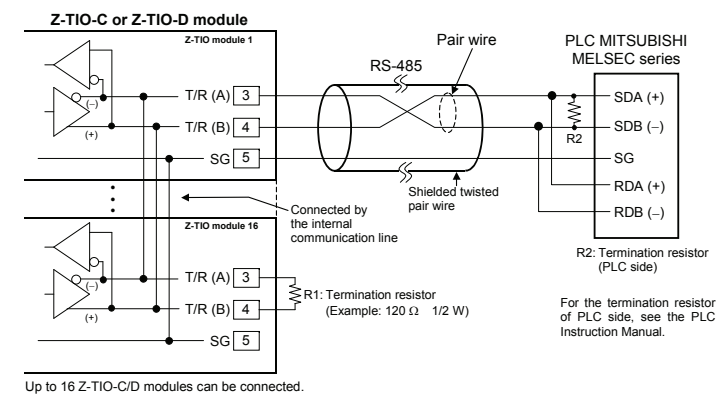 Z-TIO-C or Z-TIO-D module
Z-TIO module 1
(–)
(+)
T/R (A) 3
T/R (B) 4
SG 5
RS-485
Pair wire
Shielded twisted
pair wire
PLC MITSUBISHI
MELSEC series
SDA (+)
SDB (–)
R2
SG
RDA (+)
RDB (–)
R2: Termination resistor
(PLC side)
Connected by
the internal
communication line
Z-TIO module 16
(–)
(+)
T/R (A) 3
T/R (B) 4
SG 5
R1: Termination resistor
(Example: 120 Ω 1/2 W)
For the termination resistor
of PLC side, see the PLC
Instruction Manual.
Up to 16 Z-TIO-C/D modules can be connected.